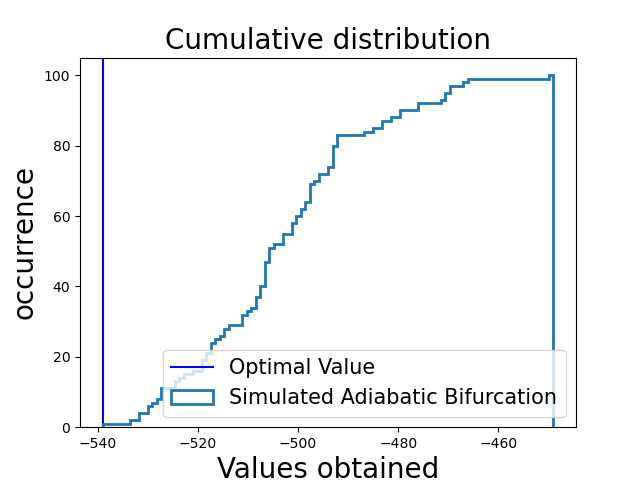 Cumulative distribution
100
80
60
40
20
0
occurrence
Optimal Value
Simulated Adiabatic Bifurcation
−540
−520
−500
−480
−460
Values obtained